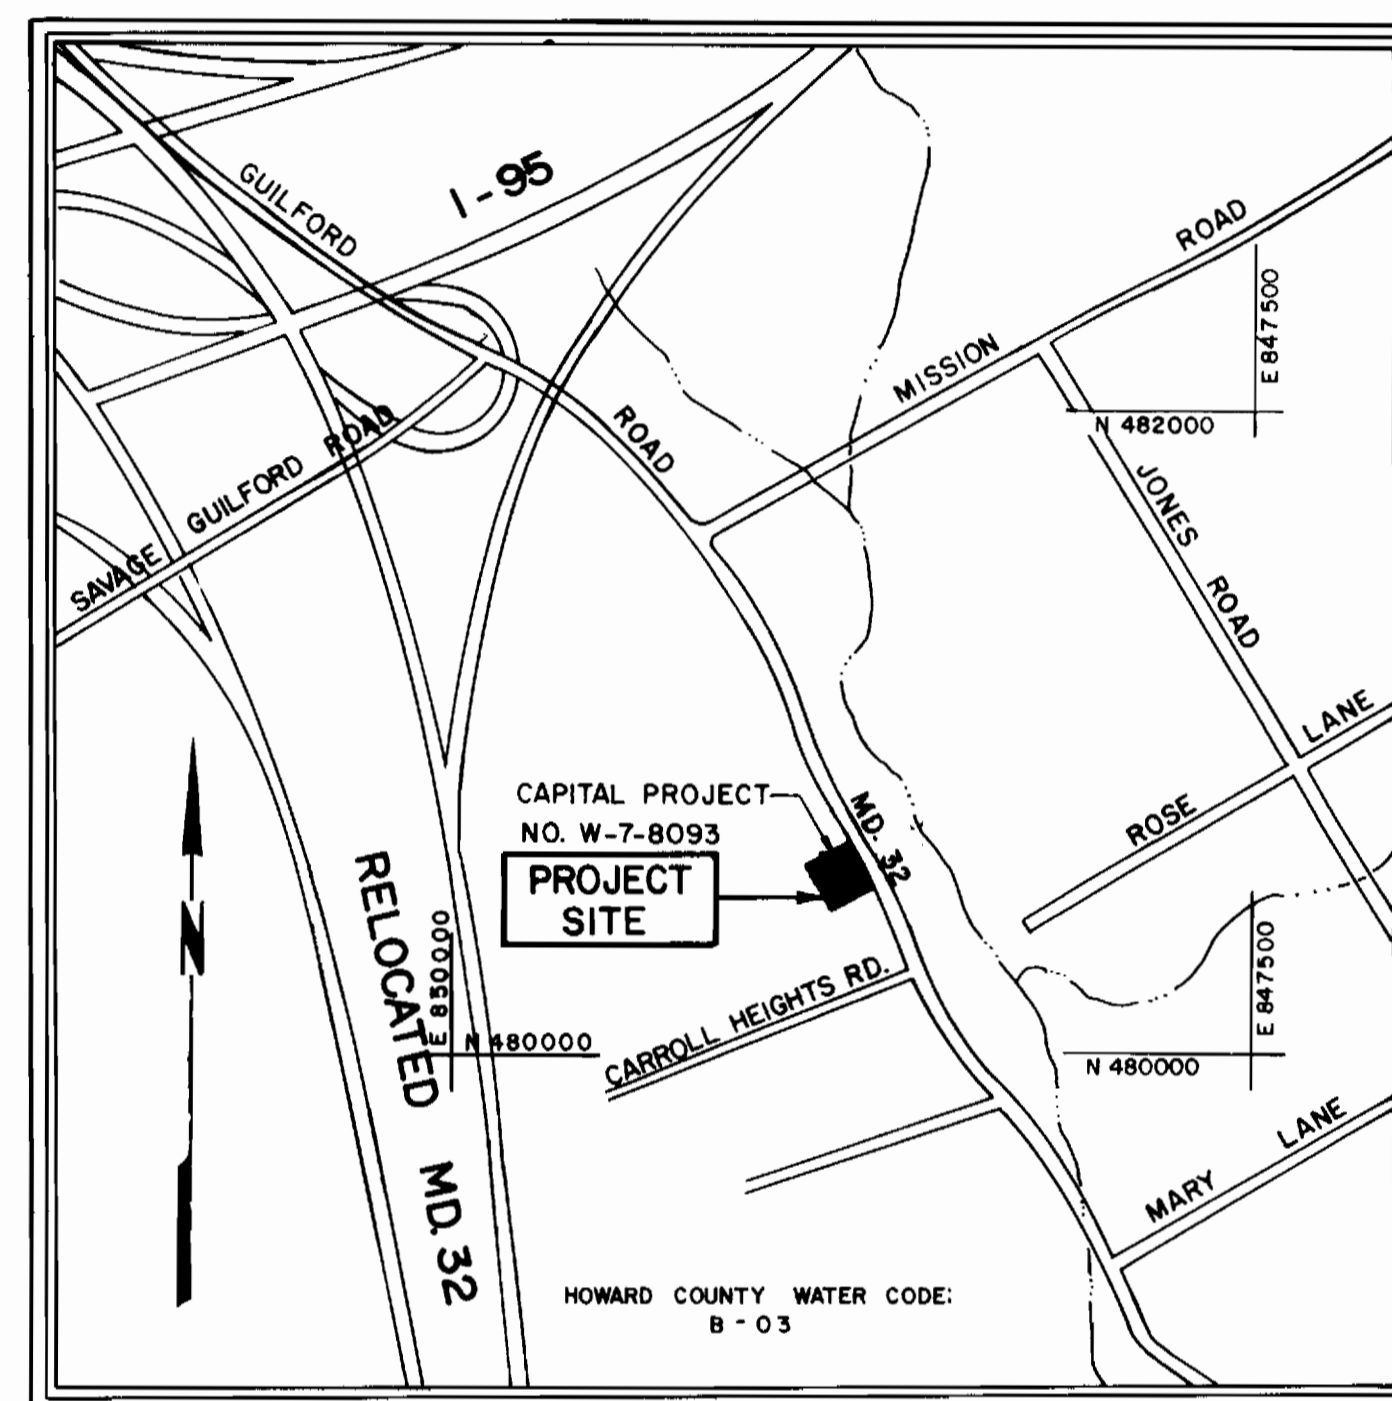 I-95
GUILFORD
ROAD
MISSION
ROAD
E 847500
N 482000
SAVAGE GUILFORD ROAD
JONES
ROAD
ROSE
LANE
CAPITAL PROJECT
NO. W-7-8093
PROJECT
SITE
MD. 32
N
RELOCATED MD. 32
E 850000
N 480000
CARROLL HEIGHTS RD.
E 847500
N 480000
MARY
LANE
HOWARD COUNTY WATER CODE:
B-03